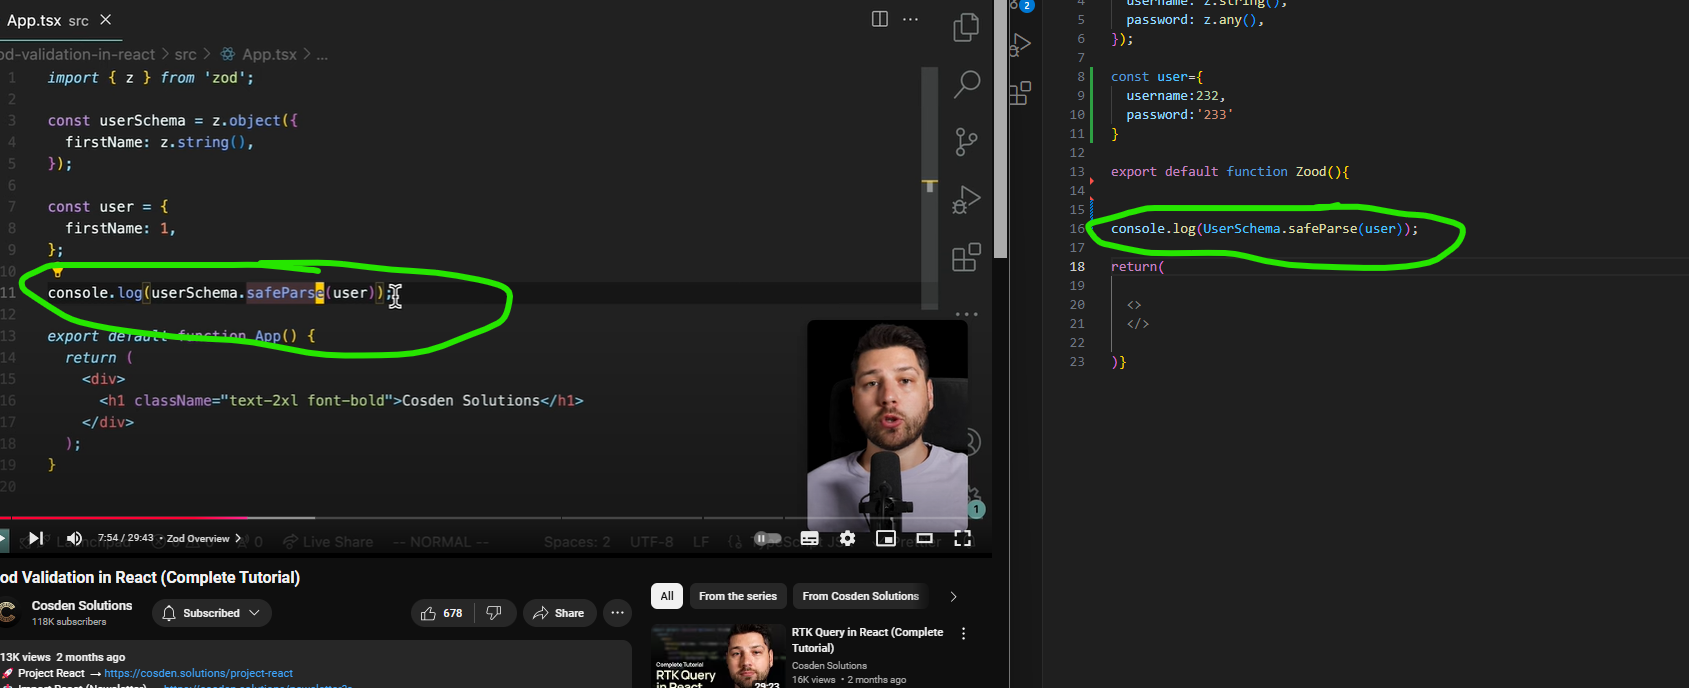 App.tsx src
od-validation-in-react > src > App.tsx > ...
1 import { z } from 'zod';
2
3 const userSchema = z.object({
4 firstName: z.string(),
5 });
6
7 const user = {
8 firstName: 1,
9 };
10
11 console.log(userSchema.safeParse(user));
12
13 export default function App() {
14 return (
15 <div>
16 <h1 className="text-2xl font-bold">Cosden Solutions</h1>
17 </div>
18 );
19 }
20
7:54 / 29:43 • Zod Overview >
0 Live Share -- NORMAL -- Spaces: 2 UTF-8 LF
1
od Validation in React (Complete Tutorial)
Cosden Solutions
118K subscribers
Subscribed
678
Share
13K views 2 months ago
🚀 Project React → https://cosden.solutions/project-react
All
From the series
From Cosden Solutions
Complete Tutorial
RTK Query
in React
29:23
RTK Query in React (Complete
Tutorial)
Cosden Solutions
16K views • 2 months ago
2
4 username: z.string(),
5 password: z.any(),
6 });
7
8 const user={
9 username:232,
10 password:'233'
11 }
12
13 export default function Zood(){
14
15
16 console.log(UserSchema.safeParse(user));
17
18 return(
19
20 <>
21 </>
22
23 )}